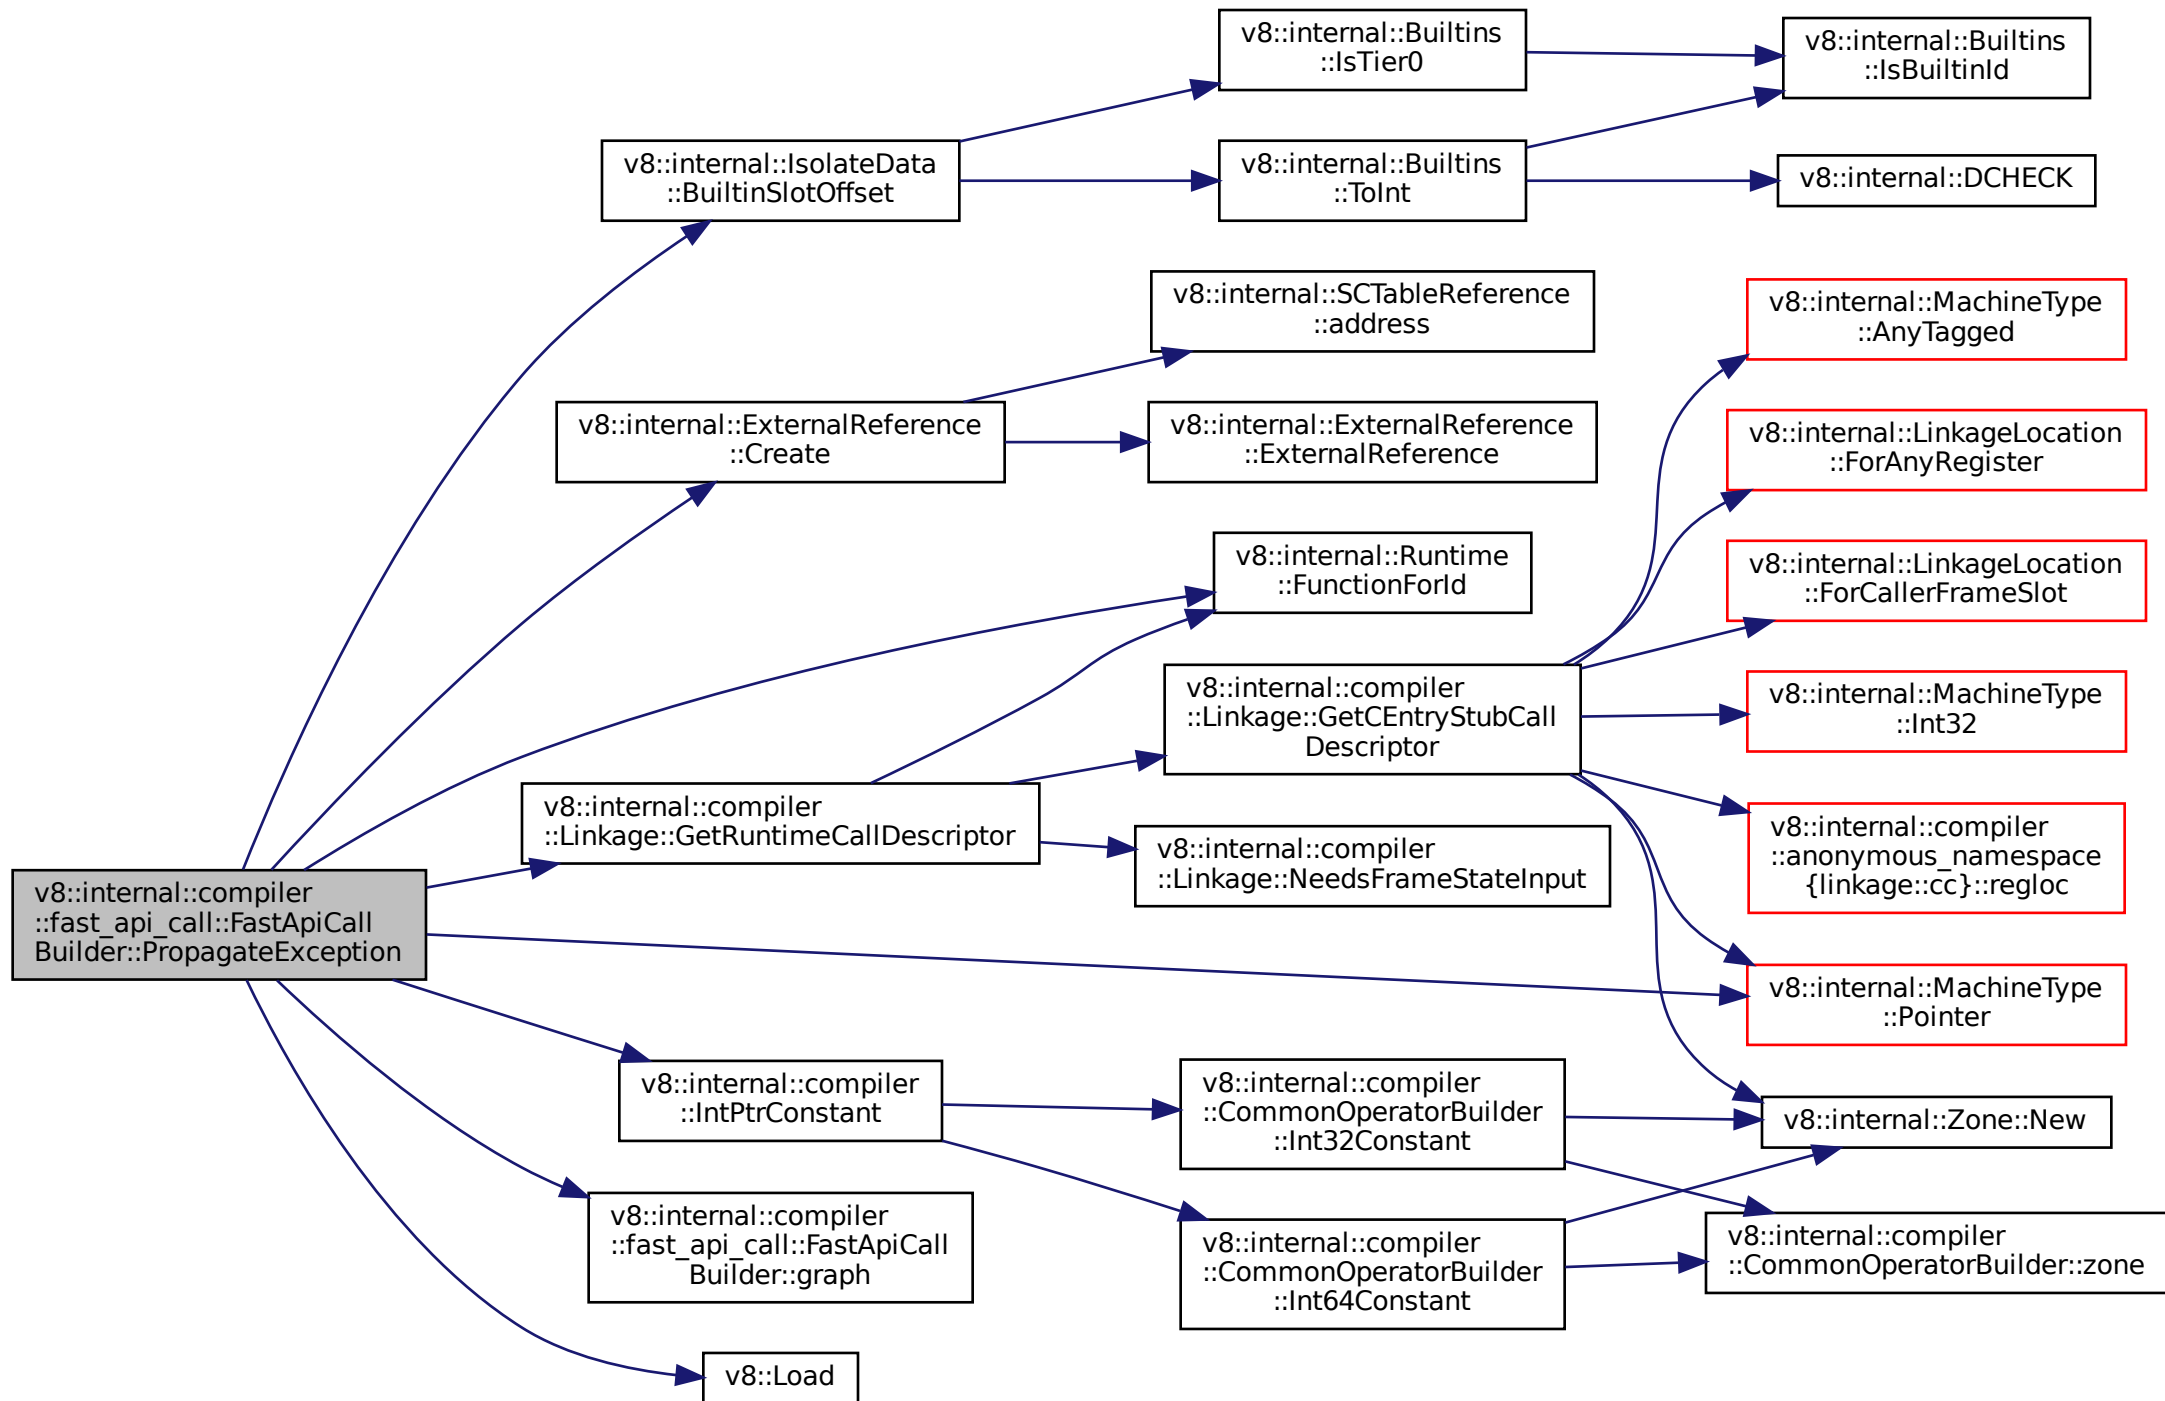 v8::internal::Builtins
::IsTier0
v8::internal::Builtins
::IsBuiltinId
v8::internal::IsolateData
::BuiltinSlotOffset
v8::internal::Builtins
::ToInt
v8::internal::DCHECK
v8::internal::SCTableReference
::address
v8::internal::MachineType
::AnyTagged
v8::internal::ExternalReference
::Create
v8::internal::ExternalReference
::ExternalReference
v8::internal::LinkageLocation
::ForAnyRegister
v8::internal::Runtime
::FunctionForId
v8::internal::LinkageLocation
::ForCallerFrameSlot
v8::internal::compiler
::Linkage::GetCEntryStubCall
Descriptor
v8::internal::MachineType
::Int32
v8::internal::compiler
::Linkage::GetRuntimeCallDescriptor
v8::internal::compiler
::Linkage::NeedsFrameStateInput
v8::internal::compiler
::anonymous_namespace
{linkage::cc}::regloc
v8::internal::compiler
::fast_api_call::FastApiCall
Builder::PropagateException
v8::internal::MachineType
::Pointer
v8::internal::compiler
::IntPtrConstant
v8::internal::compiler
::CommonOperatorBuilder
::Int32Constant
v8::internal::Zone::New
v8::internal::compiler
::fast_api_call::FastApiCall
Builder::graph
v8::internal::compiler
::CommonOperatorBuilder
::Int64Constant
v8::internal::compiler
::CommonOperatorBuilder::zone
v8::Load